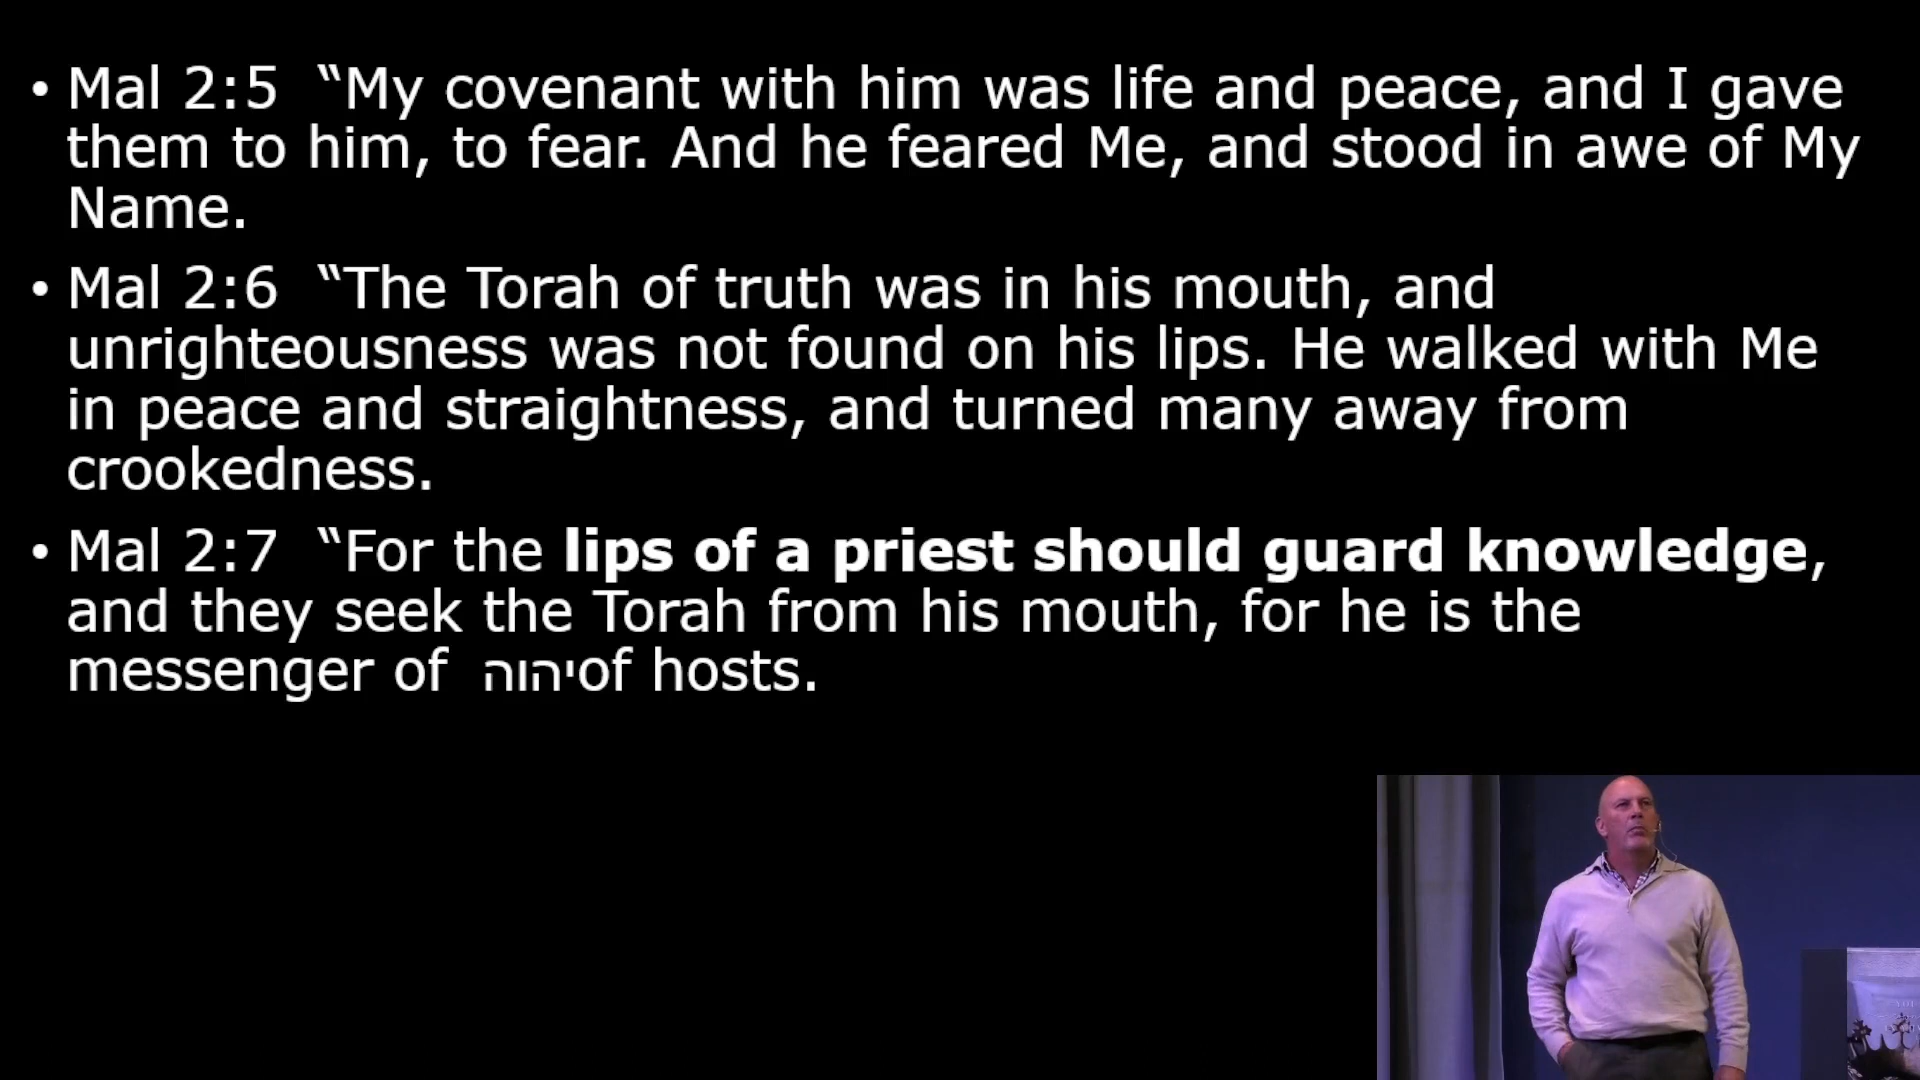 • Mal 2:5  “My covenant with him was life and peace, and I gave
them to him, to fear. And he feared Me, and stood in awe of My
Name.
• Mal 2:6  “The Torah of truth was in his mouth, and
unrighteousness was not found on his lips. He walked with Me
in peace and straightness, and turned many away from
crookedness.
• Mal 2:7  “For the lips of a priest should guard knowledge,
and they seek the Torah from his mouth, for he is the
messenger of יהוה of hosts.